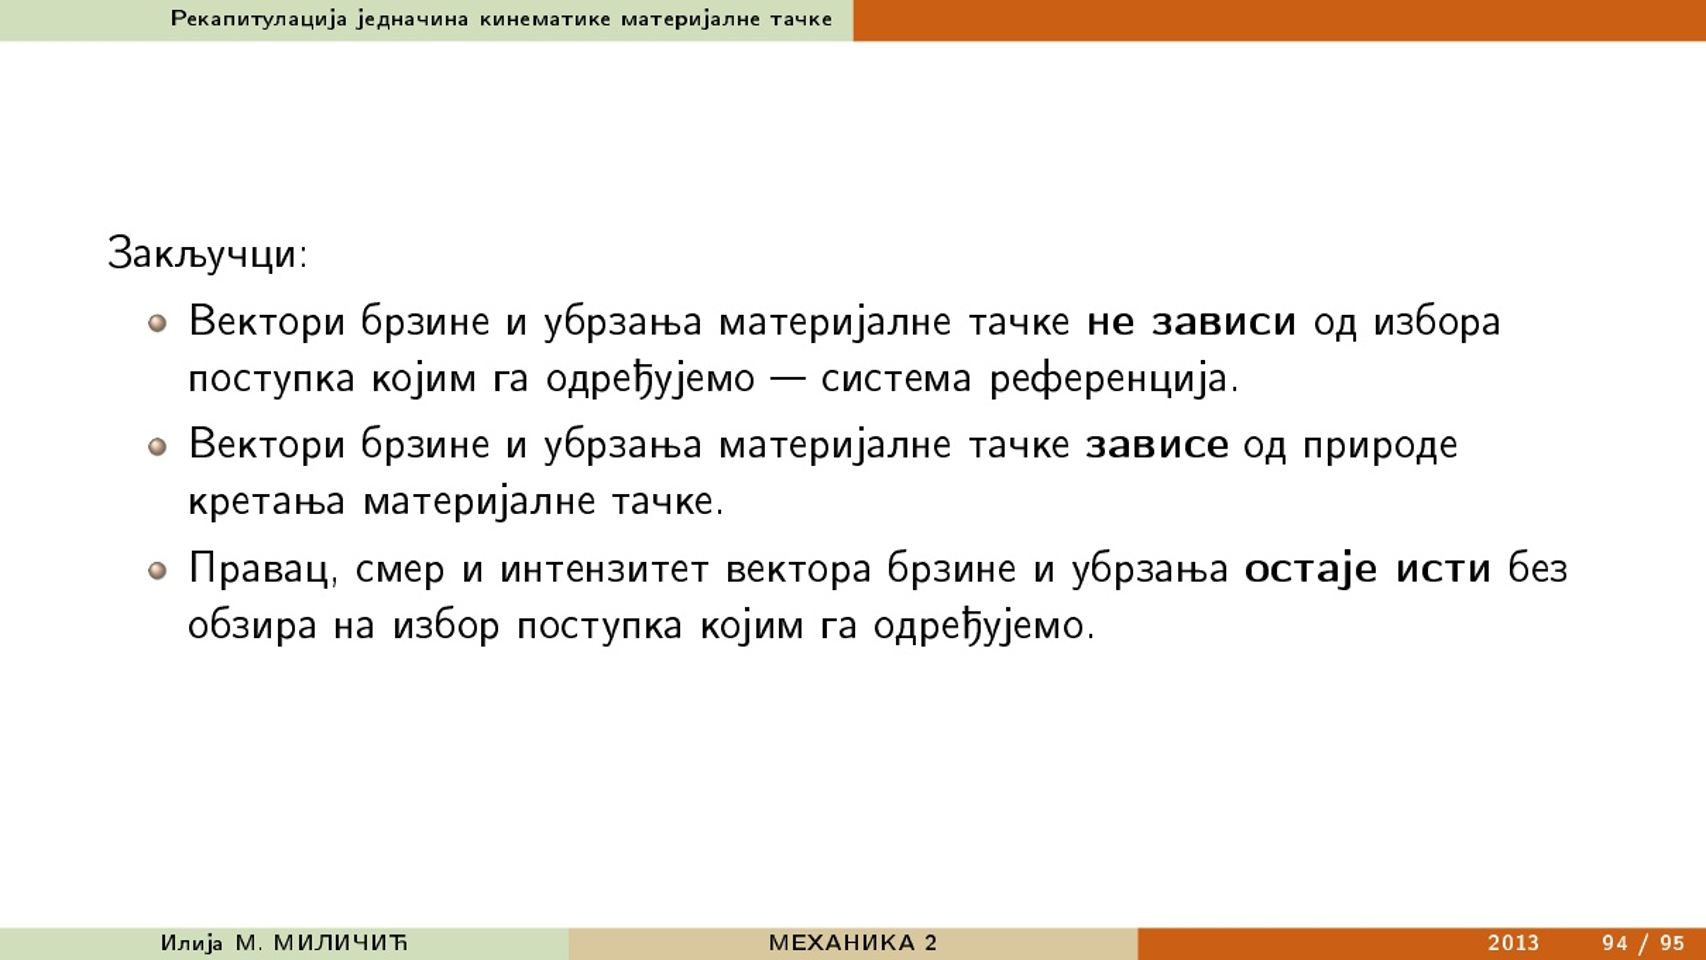 Рекапитулација једначина кинематике материјалне тачке
Закључци:
Вектори брзине и убрзања материјалне тачке не зависи од избора
поступка којим га одређујемо — система референција.
Вектори брзине и убрзања материјалне тачке зависе од природе
кретања материјалне тачке.
Правац, смер и интензитет вектора брзине и убрзања остаје исти без
обзира на избор поступка којим га одређујемо.
Илија М. МИЛИЧИЋ МЕХАНИКА 2 2013 94 / 95